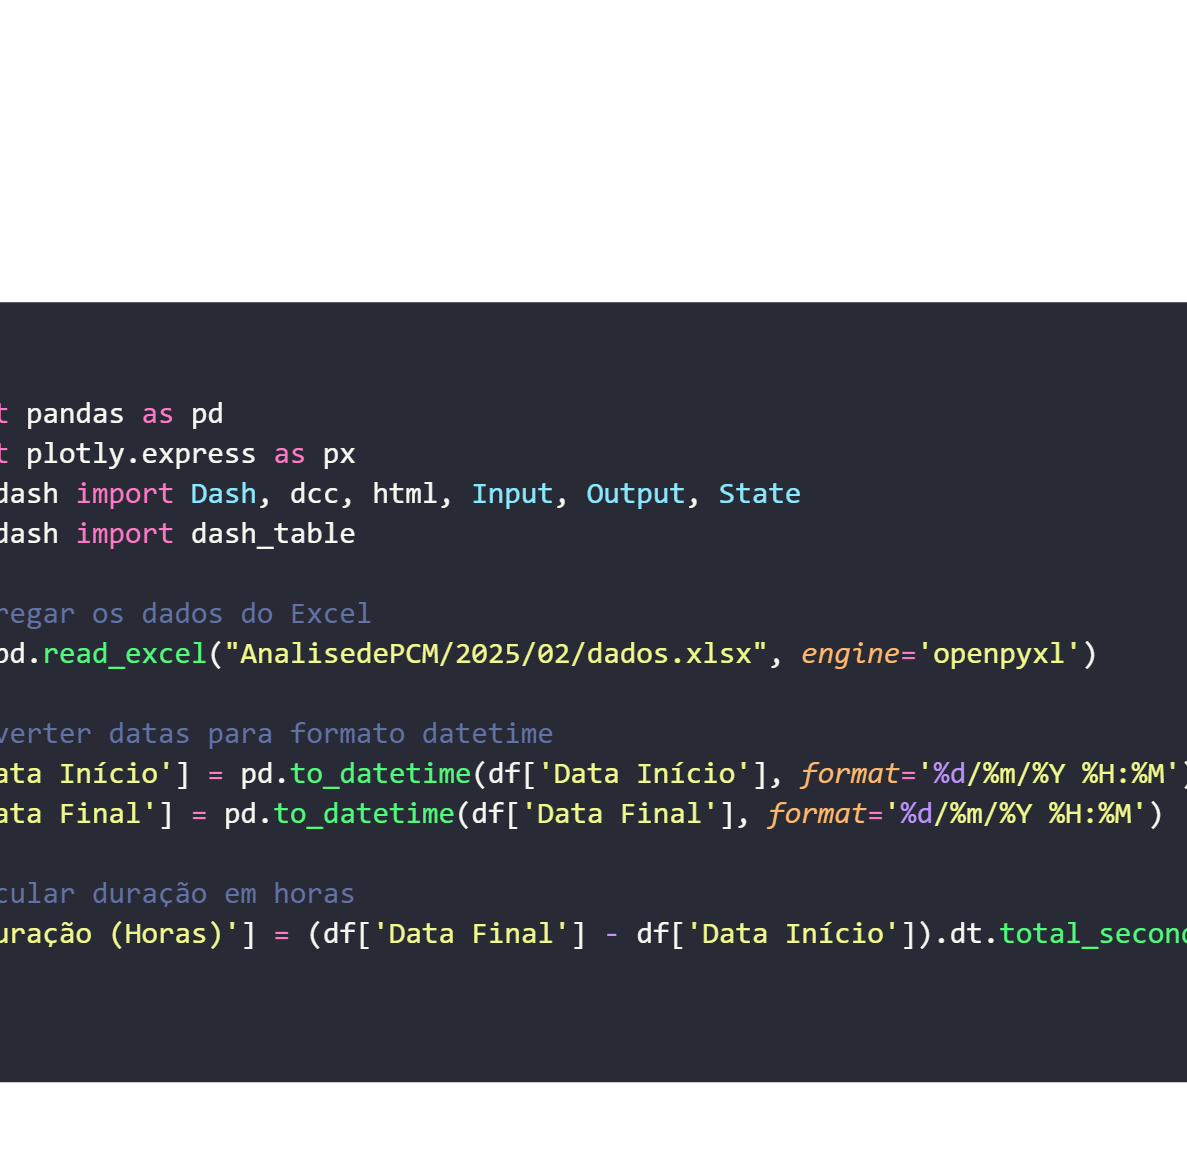 t pandas as pd
t plotly.express as px
dash import Dash, dcc, html, Input, Output, State
dash import dash_table
regar os dados do Excel
pd.read_excel("AnalisedePCM/2025/02/dados.xlsx", engine='openpyxl')
verter datas para formato datetime
ata Início'] = pd.to_datetime(df['Data Início'], format='%d/%m/%Y %H:%M')
ata Final'] = pd.to_datetime(df['Data Final'], format='%d/%m/%Y %H:%M')
cular duração em horas
uração (Horas)'] = (df['Data Final'] - df['Data Início']).dt.total_second